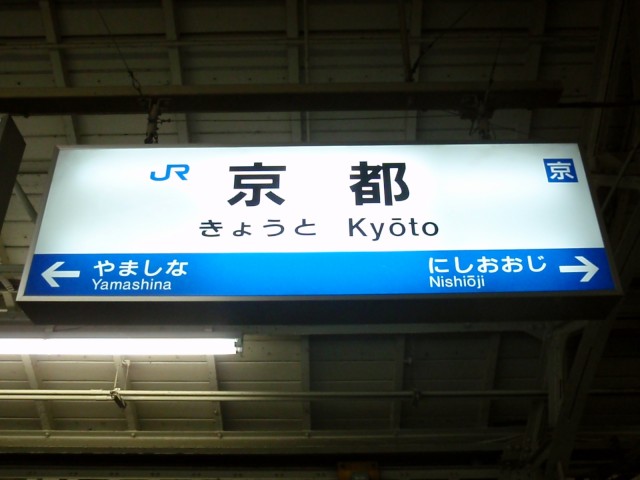 JR 京都 京
きょうと Kyōto
← やましな にしおおじ →
Yamashina Nishiōji